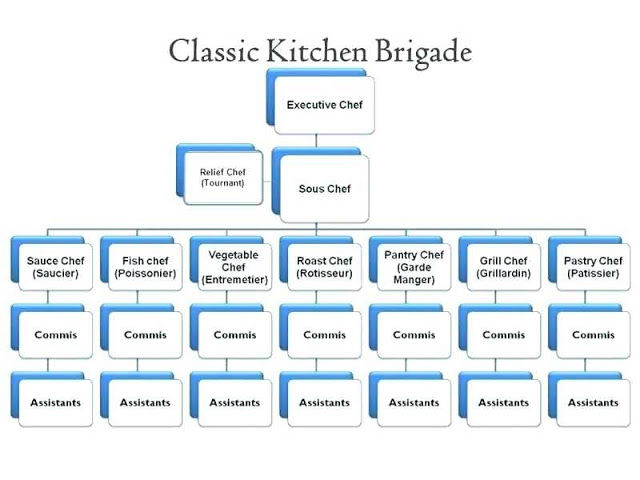 Classic Kitchen Brigade
Executive Chef
Relief Chef
(Tournant)
Sous Chef
Sauce Chef
(Saucier)
Fish chef
(Poissonier)
Vegetable
Chef
(Entremetier)
Roast Chef
(Rotisseur)
Pantry Chef
(Garde
Manger)
Grill Chef
(Grillardin)
Pastry Chef
(Patissier)
Commis
Commis
Commis
Commis
Commis
Commis
Commis
Assistants
Assistants
Assistants
Assistants
Assistants
Assistants
Assistants